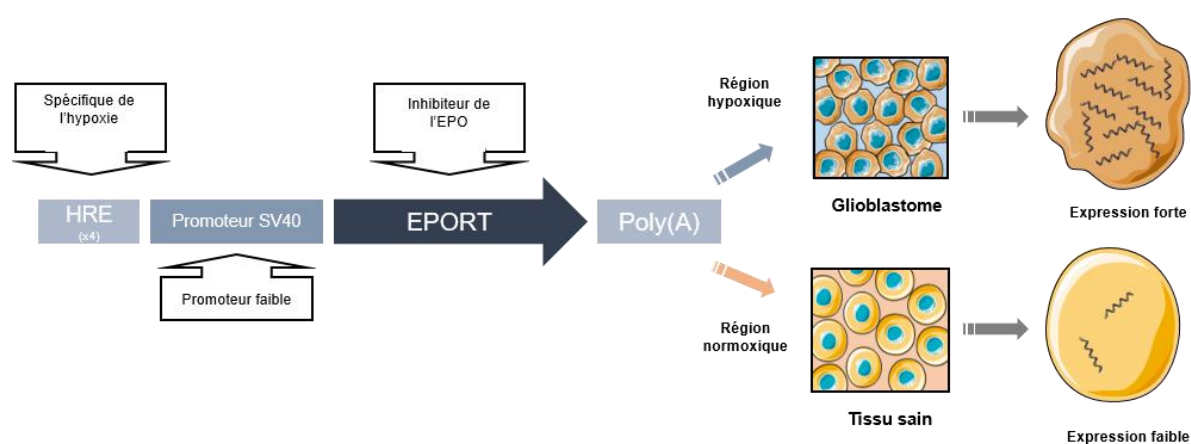 Spécifique de
l'hypoxie
Inhibiteur de
l'EPO
HRE
(x4)
Promoteur SV40
EPORT
Poly(A)
Promoteur faible
Région
hypoxique
Glioblastome
Expression forte
Région
normoxique
Tissu sain
Expression faible